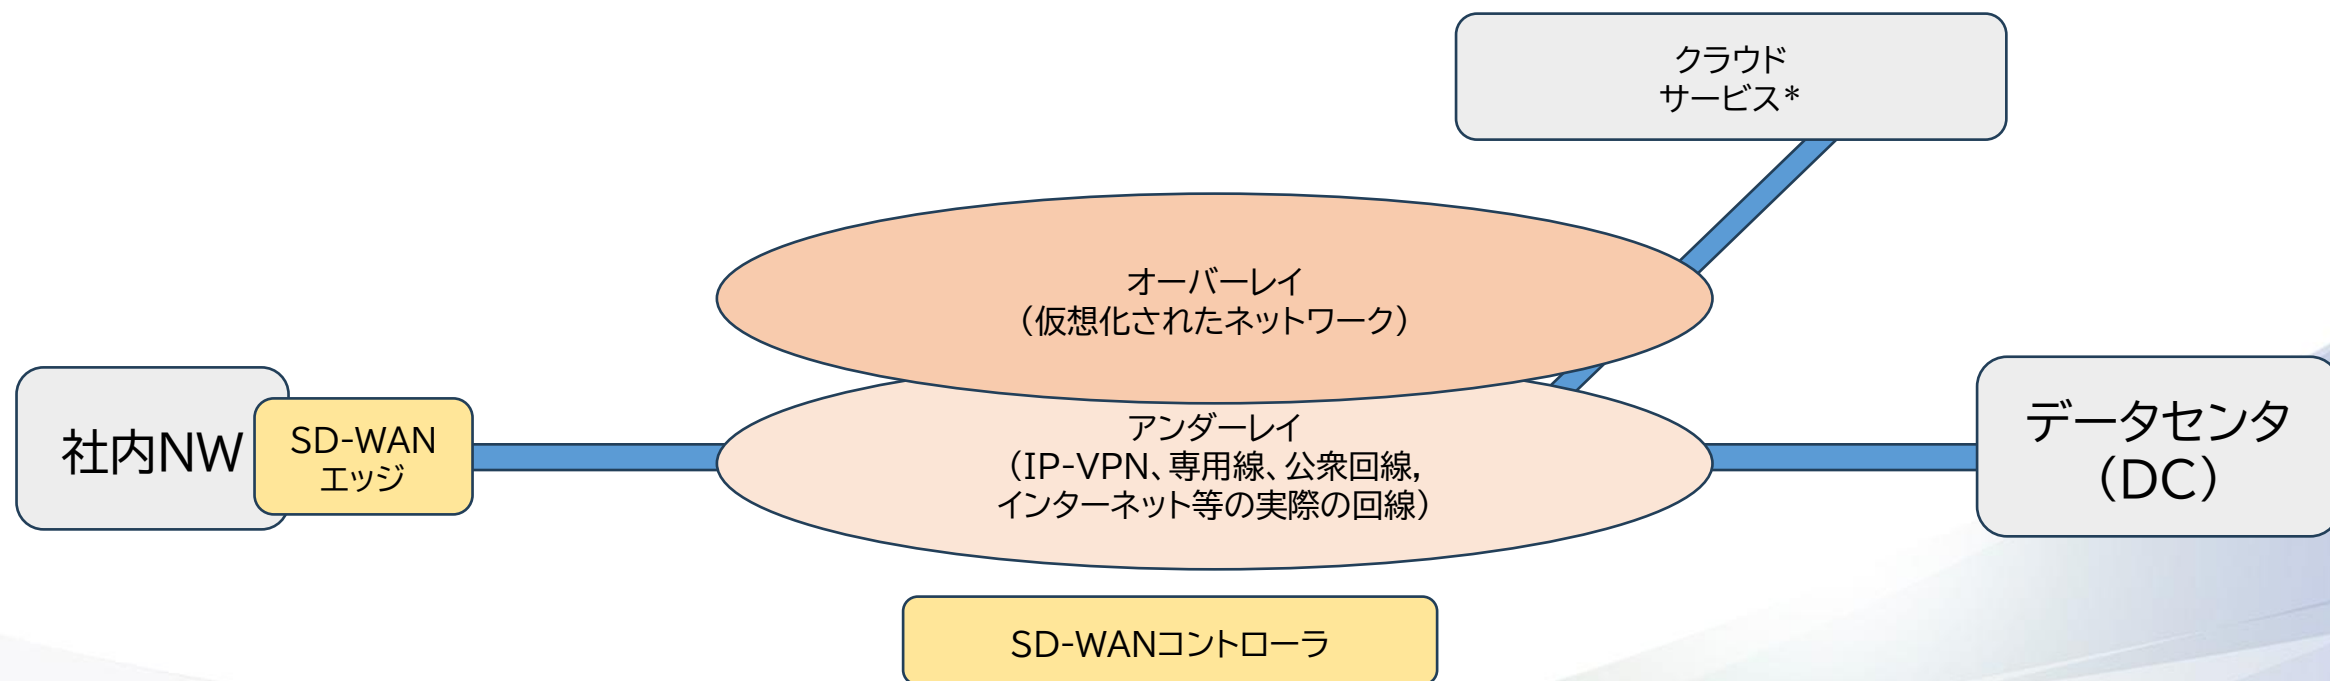 クラウド
サービス*
オーバーレイ
(仮想化されたネットワーク)
社内NW
SD-WAN
エッジ
アンダーレイ
(IP-VPN、専用線、公衆回線,
インターネット等の実際の回線)
データセンタ
(DC)
SD-WANコントローラ